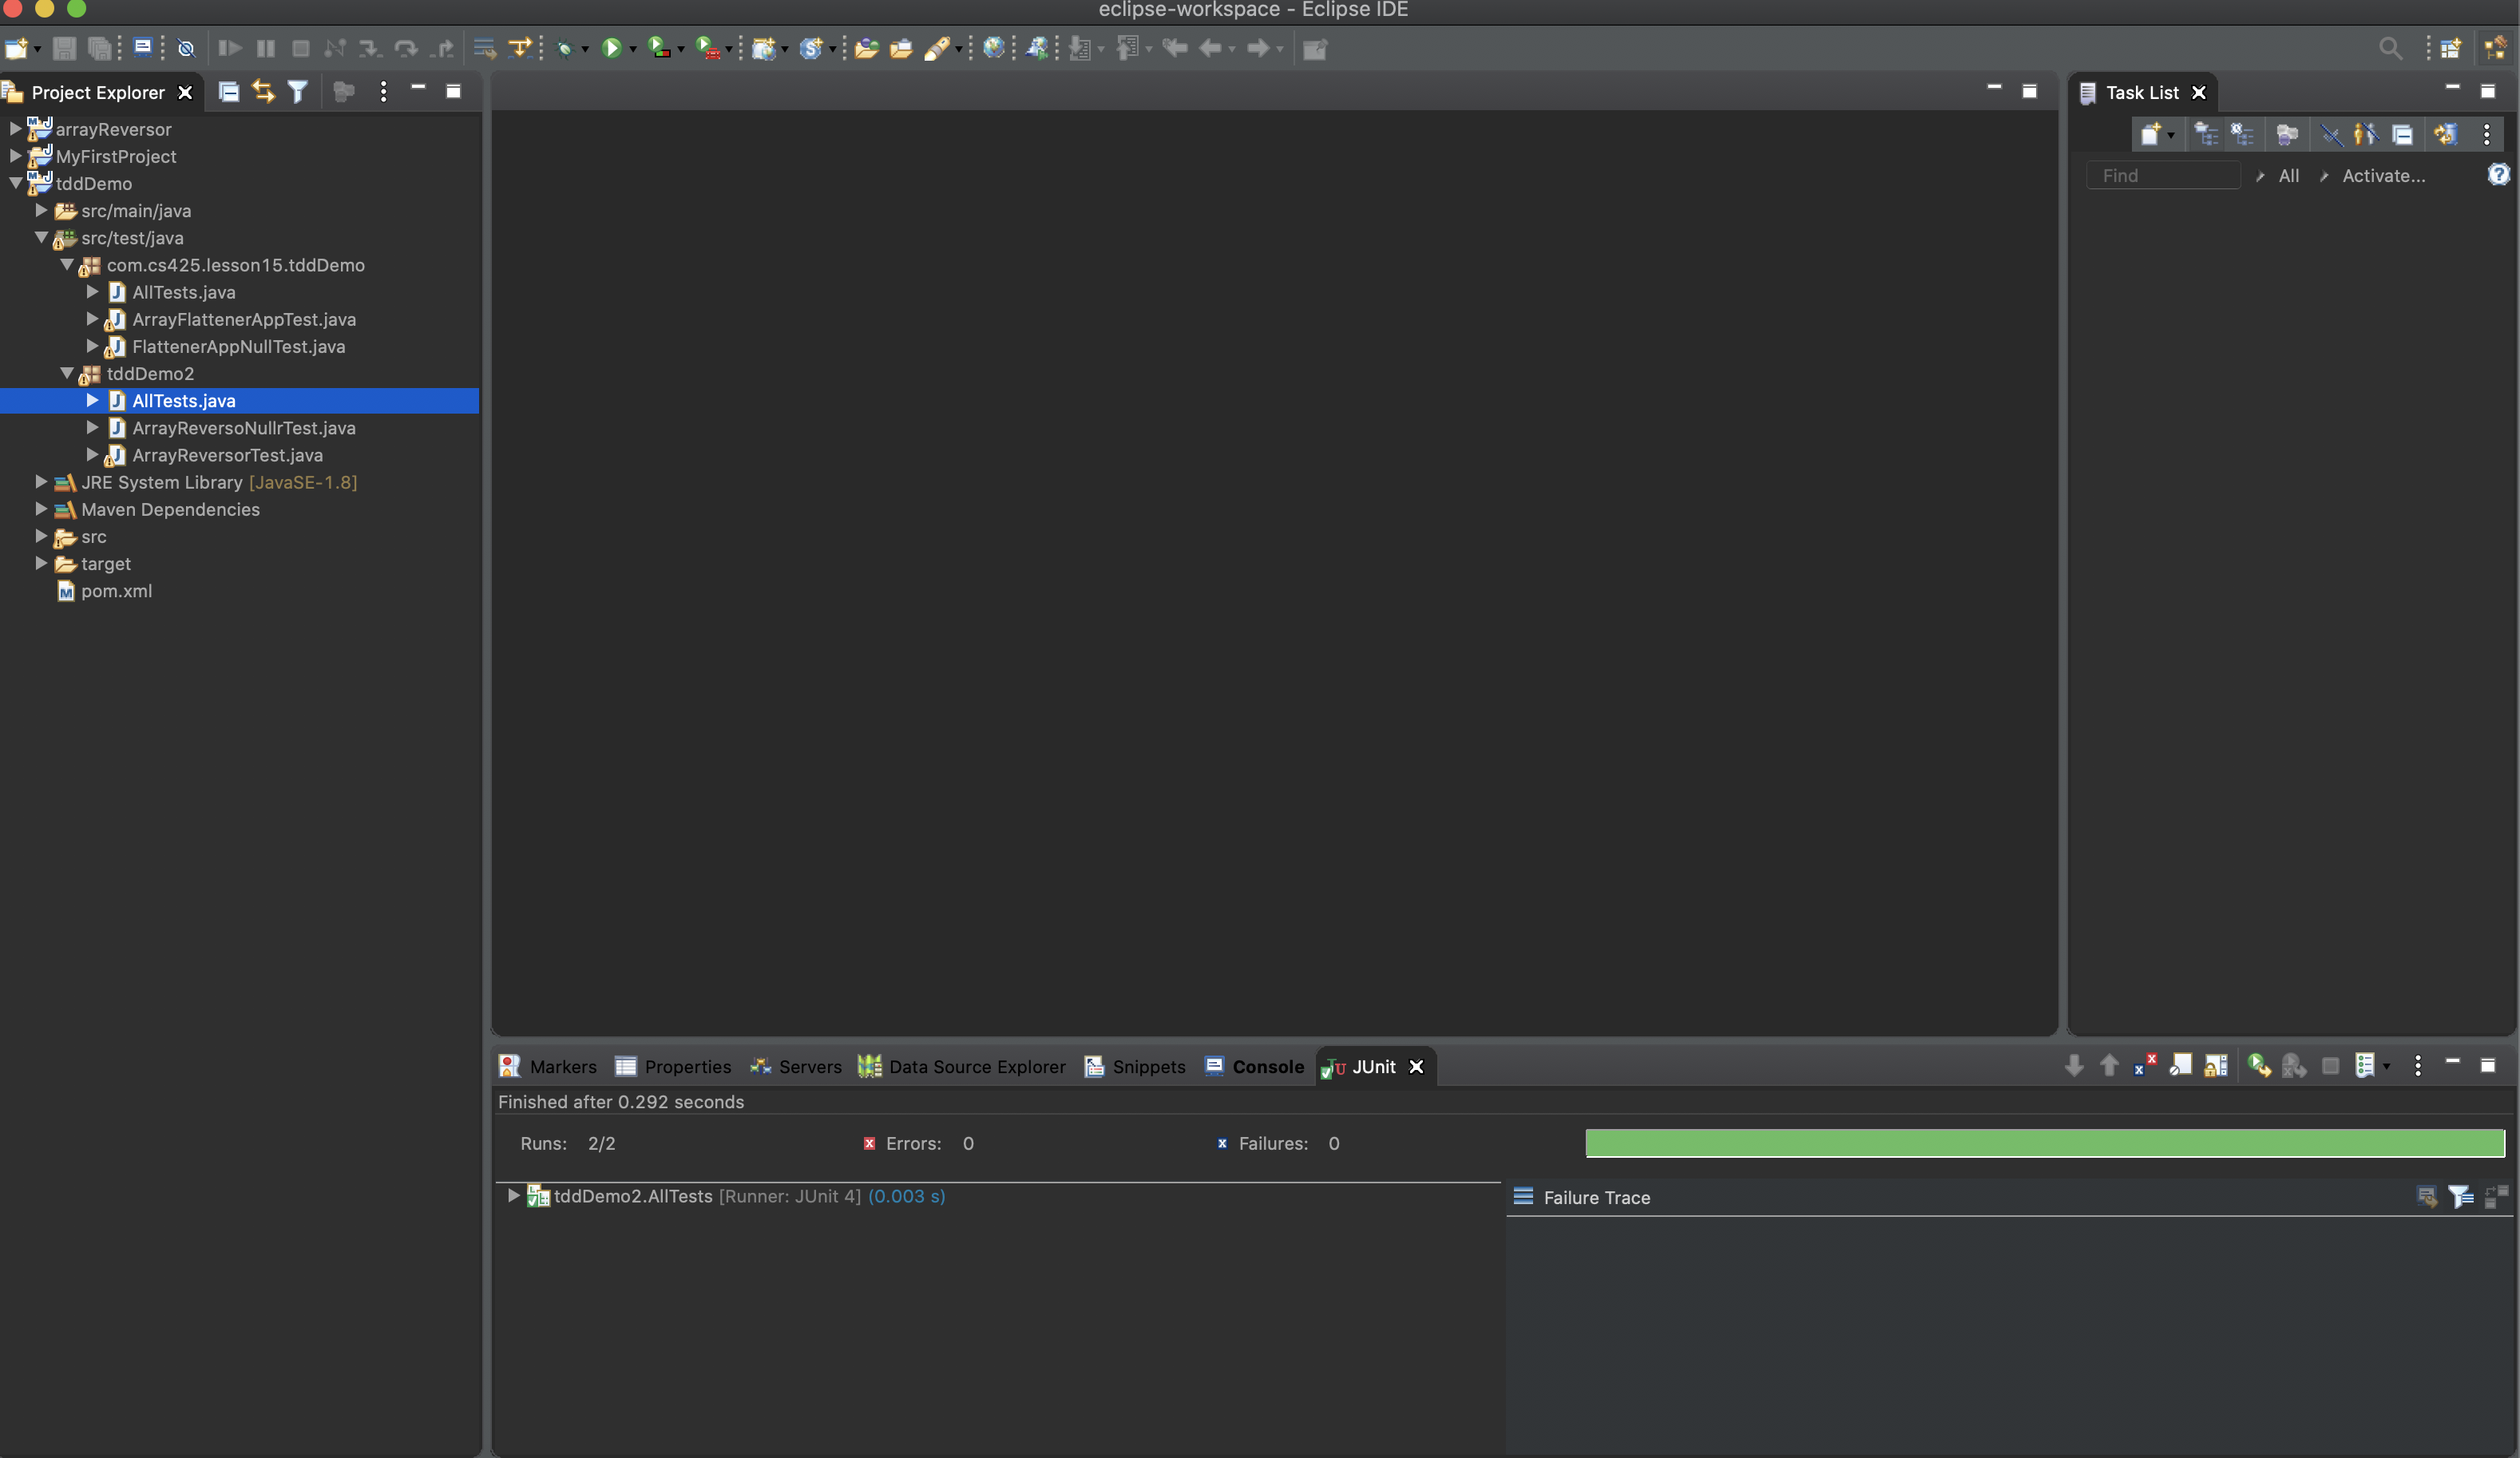 eclipse-workspace - Eclipse IDE
Project Explorer
arrayReversor
MyFirstProject
tddDemo
src/main/java
src/test/java
com.cs425.lesson15.tddDemo
AllTests.java
ArrayFlattenerAppTest.java
FlattenerAppNullTest.java
tddDemo2
AllTests.java
ArrayReversoNullrTest.java
ArrayReversorTest.java
JRE System Library [JavaSE-1.8]
Maven Dependencies
src
target
pom.xml
Task List
Find All Activate...
Markers Properties Servers Data Source Explorer Snippets Console JUnit
Finished after 0.292 seconds
Runs: 2/2 Errors: 0 Failures: 0
tddDemo2.AllTests [Runner: JUnit 4] (0.003 s)
Failure Trace